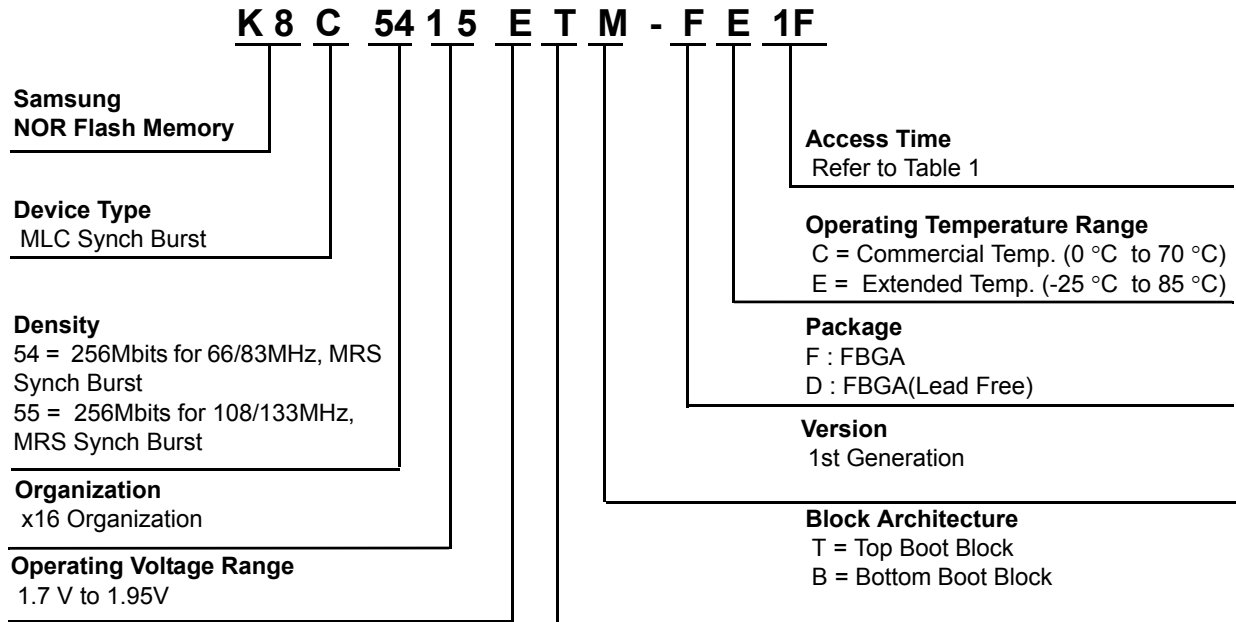 K 8 C 54 1 5 E T M - F E 1F
Samsung
NOR Flash Memory
Device Type
MLC Synch Burst
Density
54 = 256Mbits for 66/83MHz, MRS
Synch Burst
55 = 256Mbits for 108/133MHz,
MRS Synch Burst
Organization
x16 Organization
Operating Voltage Range
1.7 V to 1.95V
Access Time
Refer to Table 1
Operating Temperature Range
C = Commercial Temp. (0 °C to 70 °C)
E = Extended Temp. (-25 °C to 85 °C)
Package
F : FBGA
D : FBGA(Lead Free)
Version
1st Generation
Block Architecture
T = Top Boot Block
B = Bottom Boot Block